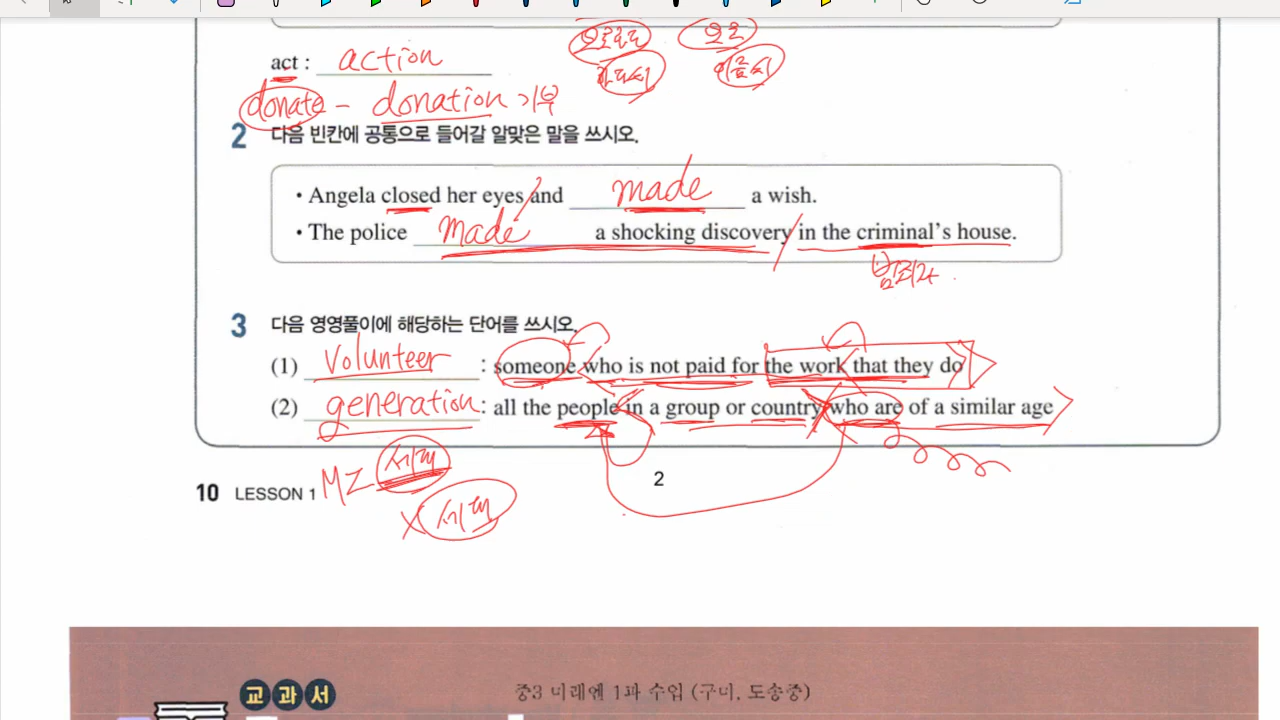 act : action
donate - donation 기부
2 다음 빈칸에 공통으로 들어갈 알맞은 말을 쓰시오.
• Angela closed her eyes and made a wish.
• The police made a shocking discovery in the criminal's house.
범죄자
3 다음 영영풀이에 해당하는 단어를 쓰시오.
(1) volunteer : someone who is not paid for the work that they do
(2) generation : all the people in a group or country who are of a similar age
MZ 세대
X 세대
2
10 LESSON 1
교과서
중3 미래엔 1과 수업 (구미, 도송중)